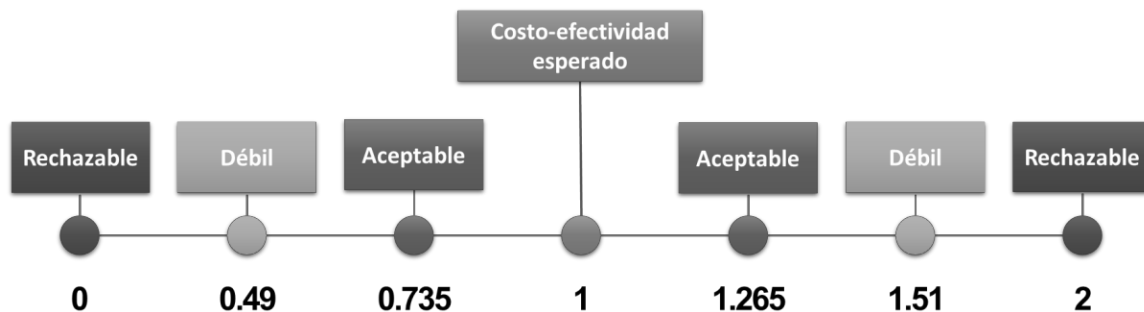 Costo-efectividad
esperado
Rechazable
Débil
Aceptable
Aceptable
Débil
Rechazable
0
0.49
0.735
1
1.265
1.51
2